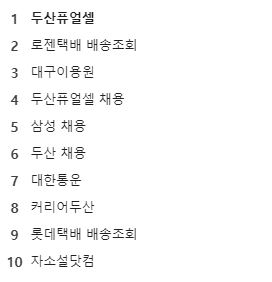 1 두산퓨얼셀
2 로젠택배 배송조회
3 대구이용원
4 두산퓨얼셀 채용
5 삼성 채용
6 두산 채용
7 대한통운
8 커리어두산
9 롯데택배 배송조회
10 자소설닷컴